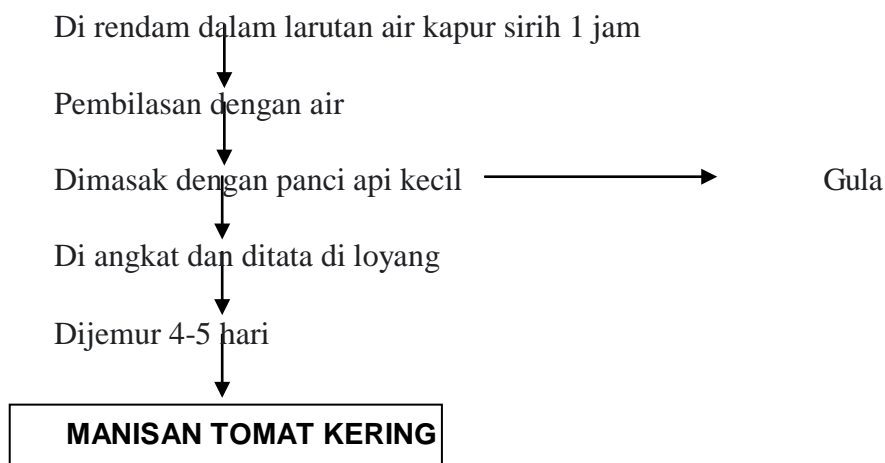 Di rendam dalam larutan air kapur sirih 1 jam
Pembilasan dengan air
Dimasak dengan panci api kecil Gula
Di angkat dan ditata di loyang
Dijemur 4-5 hari
MANISAN TOMAT KERING